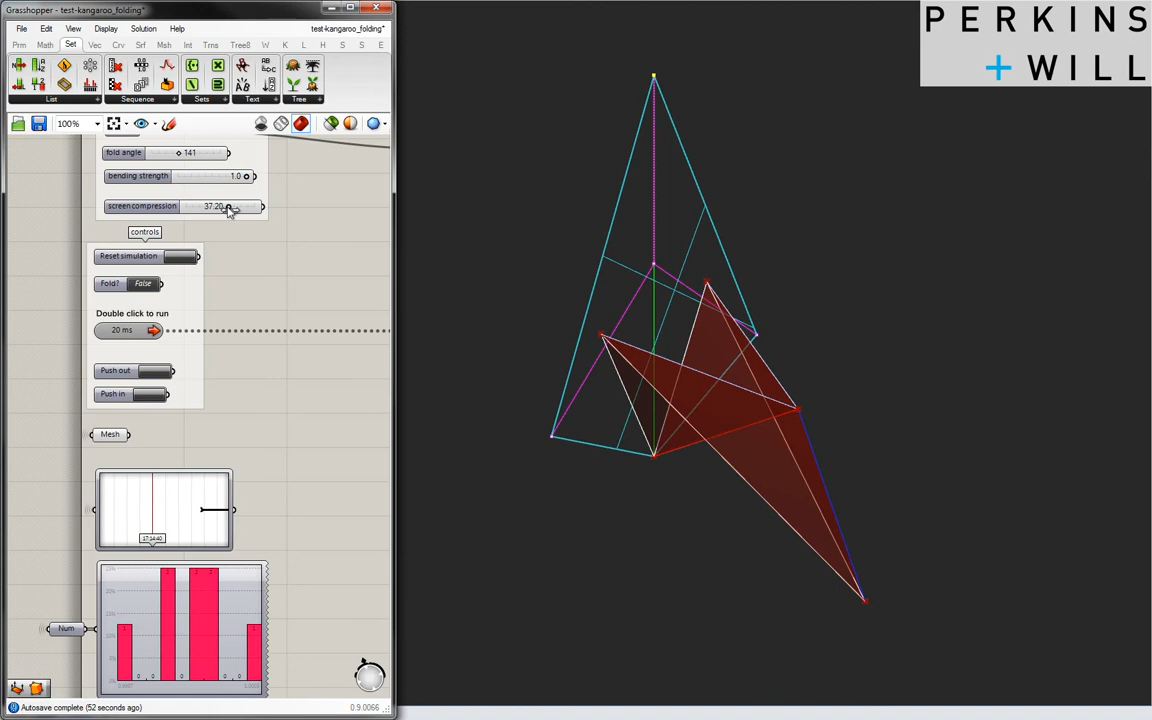 Grasshopper - test-kangaroo_folding*
File Edit View Display Solution Help test-kangaroo_folding*
Prm Math Set Vec Crv Srf Msh Int Trns Tree8 W K L H S S E
List Sequence Sets Text Tree
100%
fold angle 141
bending strength 1.0
screen compression 37.20
controls
Reset simulation
Fold? False
Double click to run
20 ms
Push out
Push in
Mesh
17:14:40
Num
Autosave complete (52 seconds ago) 0.9.0066
PERKINS
+ WILL